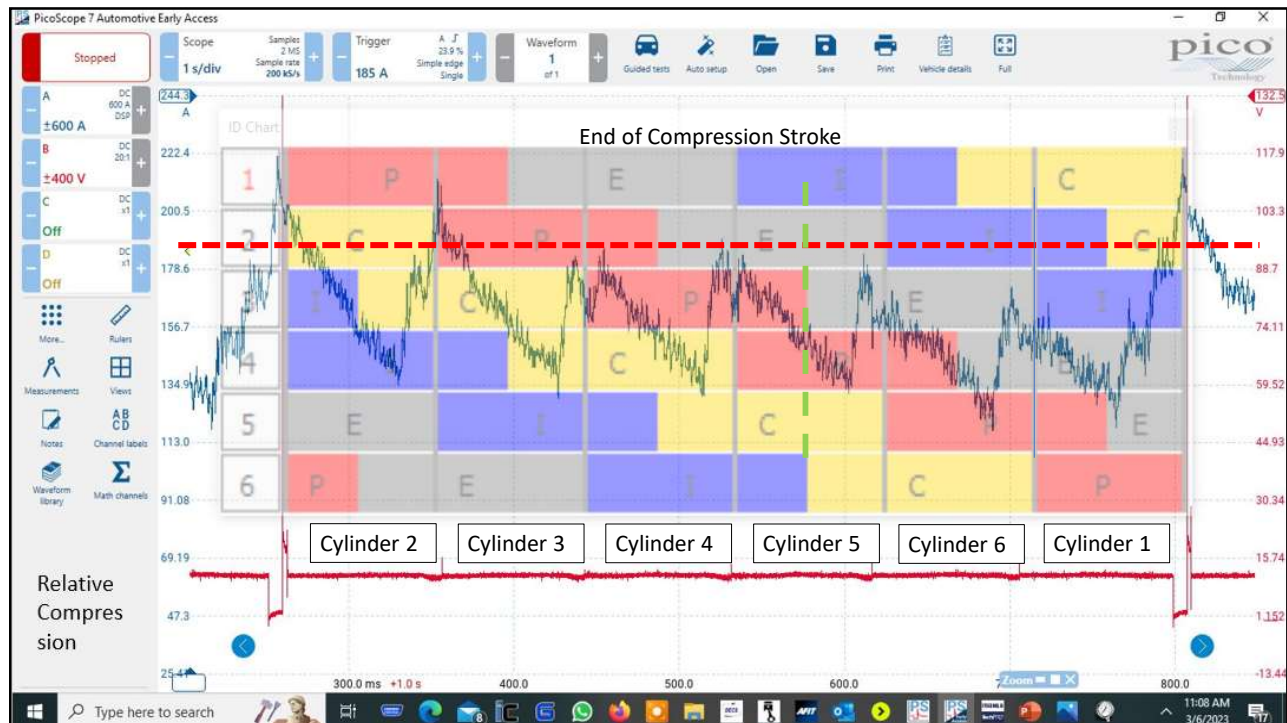 PicoScope 7 Automotive Early Access
Stopped
Scope
1 s/div
Samples
2 MS
Sample rate
200 kS/s
Trigger
185 A
A
23.9 %
Simple edge
Single
Waveform
1
of 1
Guided tests
Auto setup
Open
Save
Print
Vehicle details
Full
pico
Technology
A
DC
600 A
DSP
±600 A
B
DC
20:1
±400 V
C
DC
x1
Off
D
DC
x1
Off
More...
Rulers
Measurements
Views
Notes
Channel labels
Waveform library
Math channels
Relative
Compres
sion
244.3
A
222.4
200.5
178.6
156.7
134.9
113.0
91.08
69.19
47.3
25.41
132.5
V
117.9
103.3
88.7
74.11
59.52
44.93
30.34
15.74
1.152
-13.44
ID Chart
End of Compression Stroke
1 P E I C
2 C P E I C
I C P E I
4 C E
5 E I C P E
6 P E I C P
Cylinder 2
Cylinder 3
Cylinder 4
Cylinder 5
Cylinder 6
Cylinder 1
300.0 ms +1.0 s
400.0
500.0
600.0
800.0
Zoom
Type here to search
11:08 AM
3/6/2023